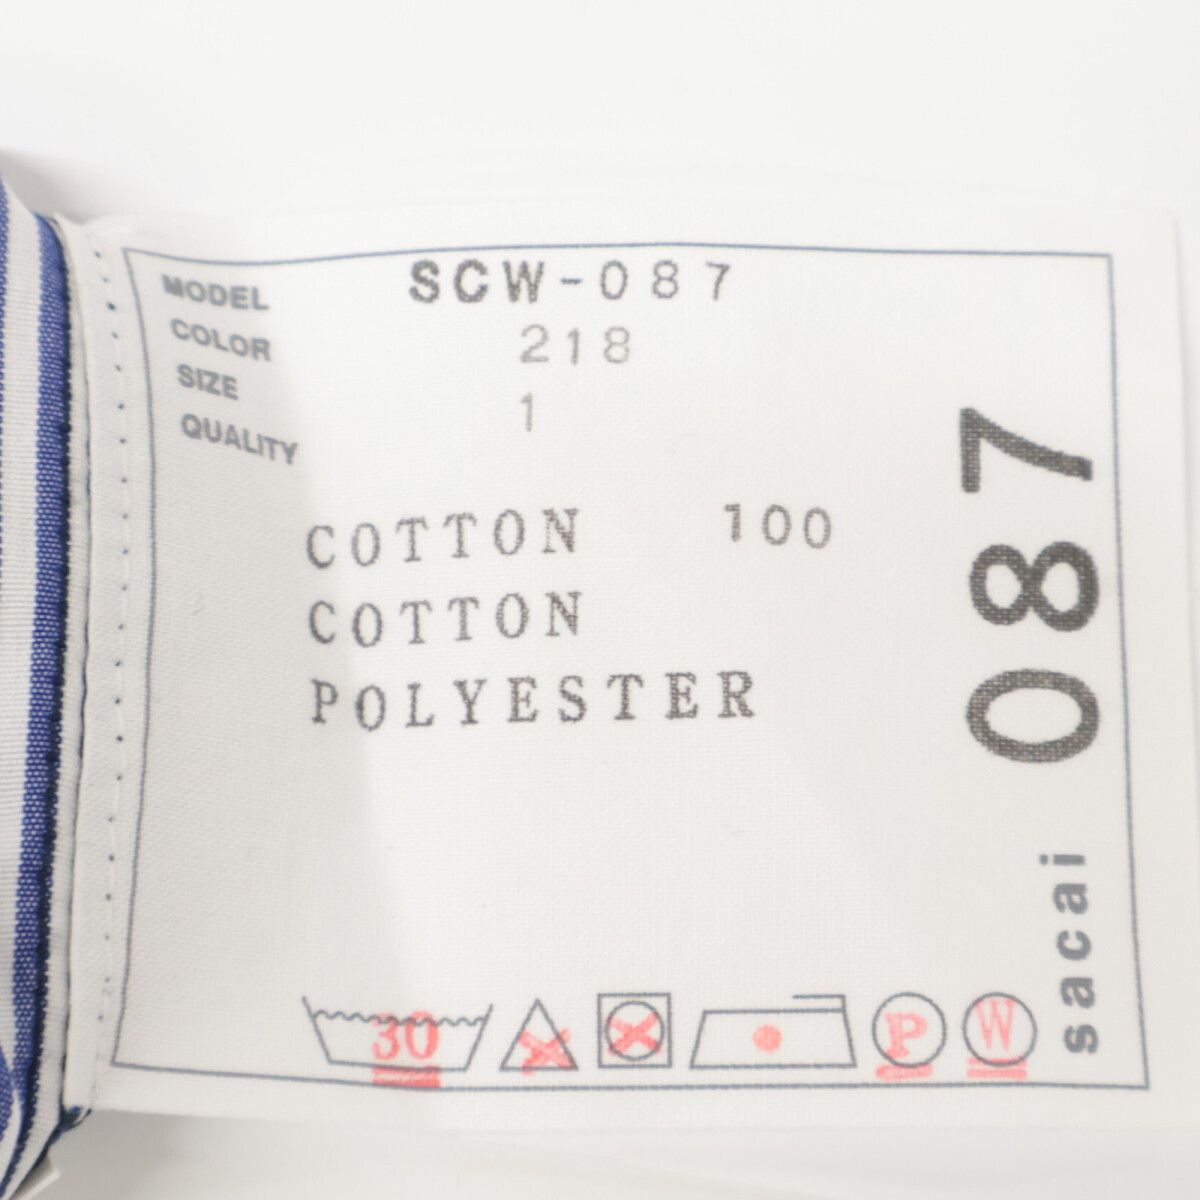 MODEL SCW-087
COLOR 218
SIZE 1
QUALITY
COTTON 100
COTTON
POLYESTER
30
P
W
sacai 087